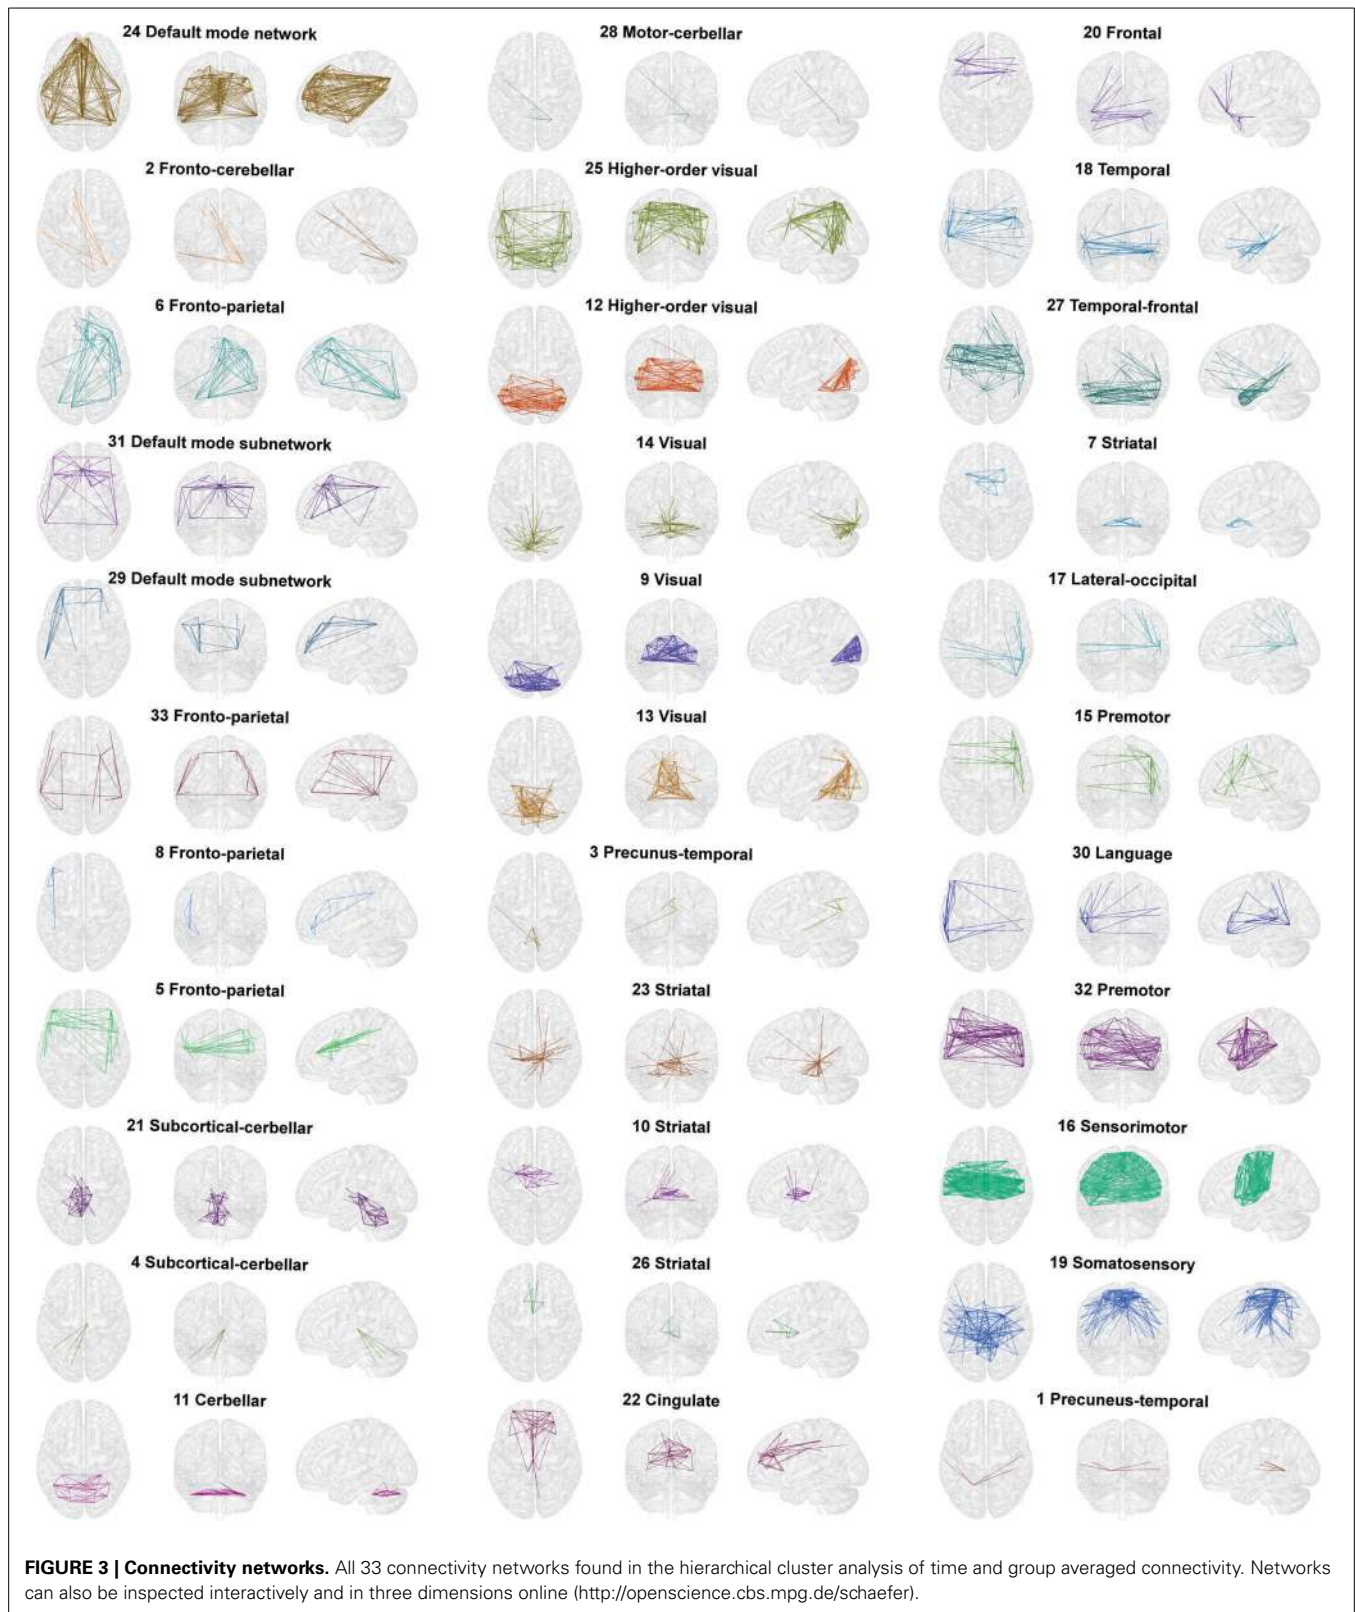 24 Default mode network
28 Motor-cerbellar
20 Frontal
2 Fronto-cerebellar
25 Higher-order visual
18 Temporal
6 Fronto-parietal
12 Higher-order visual
27 Temporal-frontal
31 Default mode subnetwork
14 Visual
7 Striatal
29 Default mode subnetwork
9 Visual
17 Lateral-occipital
33 Fronto-parietal
13 Visual
15 Premotor
8 Fronto-parietal
3 Precunus-temporal
30 Language
5 Fronto-parietal
23 Striatal
32 Premotor
21 Subcortical-cerbellar
10 Striatal
16 Sensorimotor
4 Subcortical-cerbellar
26 Striatal
19 Somatosensory
11 Cerbellar
22 Cingulate
1 Precuneus-temporal
FIGURE 3 | Connectivity networks. All 33 connectivity networks found in the hierarchical cluster analysis of time and group averaged connectivity. Networks
can also be inspected interactively and in three dimensions online (http://openscience.cbs.mpg.de/schaefer).